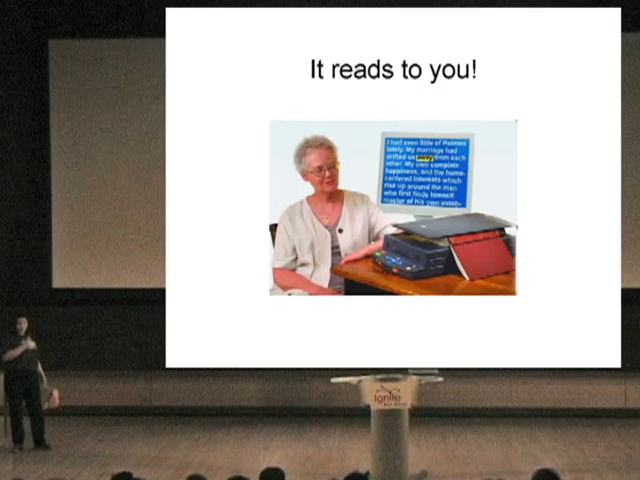 It reads to you!
I had seen little of Holmes
lately. My marriage had
drifted us away from each
other. My own complete
happiness, and the home-
centered interests which
rise up around the man
who first finds himself
master of his own estab-
ignite